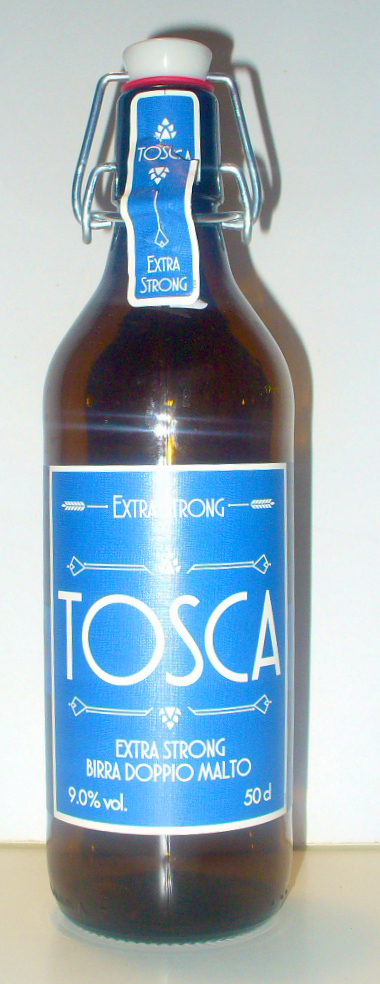 TOSCA
EXTRA
STRONG
EXTRA STRONG
TOSCA
EXTRA STRONG
BIRRA DOPPIO MALTO
9.0% vol. 50 cl